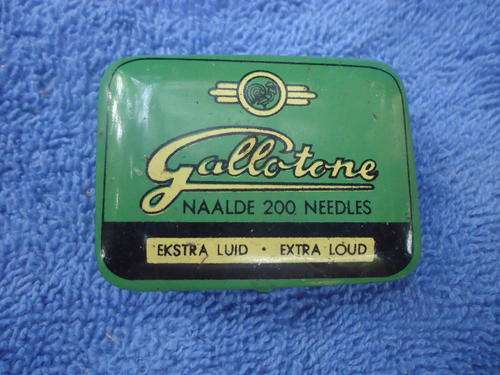 Gallotone
NAALDE 200 NEEDLES
EKSTRA LUID · EXTRA LOUD